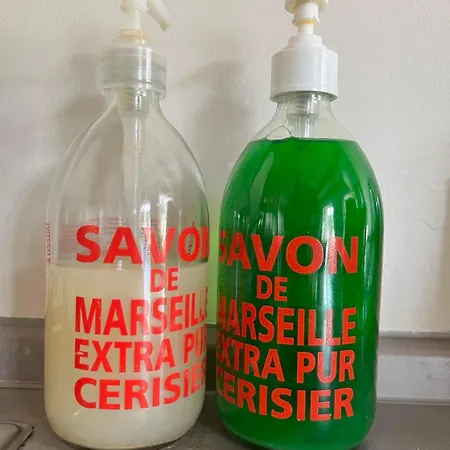 SAVON
DE
MARSEILLE
EXTRA PUR
CERISIER
SAVON
DE
MARSEILLE
EXTRA PUR
CERISIER